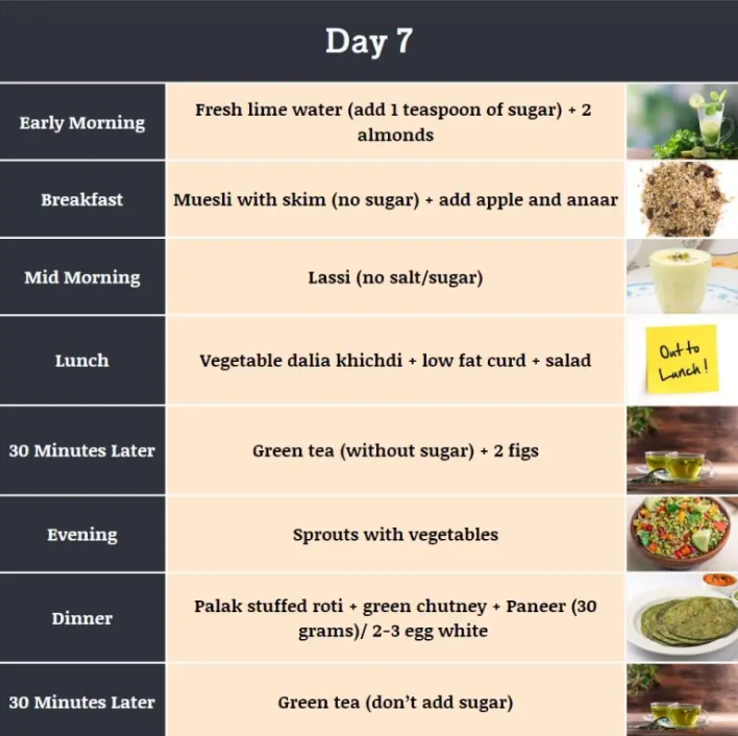 Day 7
Early Morning
Fresh lime water (add 1 teaspoon of sugar) + 2
almonds
Breakfast
Muesli with skim (no sugar) + add apple and anaar
Mid Morning
Lassi (no salt/sugar)
Lunch
Vegetable dalia khichdi + low fat curd + salad
Out to
Lunch!
30 Minutes Later
Green tea (without sugar) + 2 figs
Evening
Sprouts with vegetables
Dinner
Palak stuffed roti + green chutney + Paneer (30
grams)/ 2-3 egg white
30 Minutes Later
Green tea (don't add sugar)